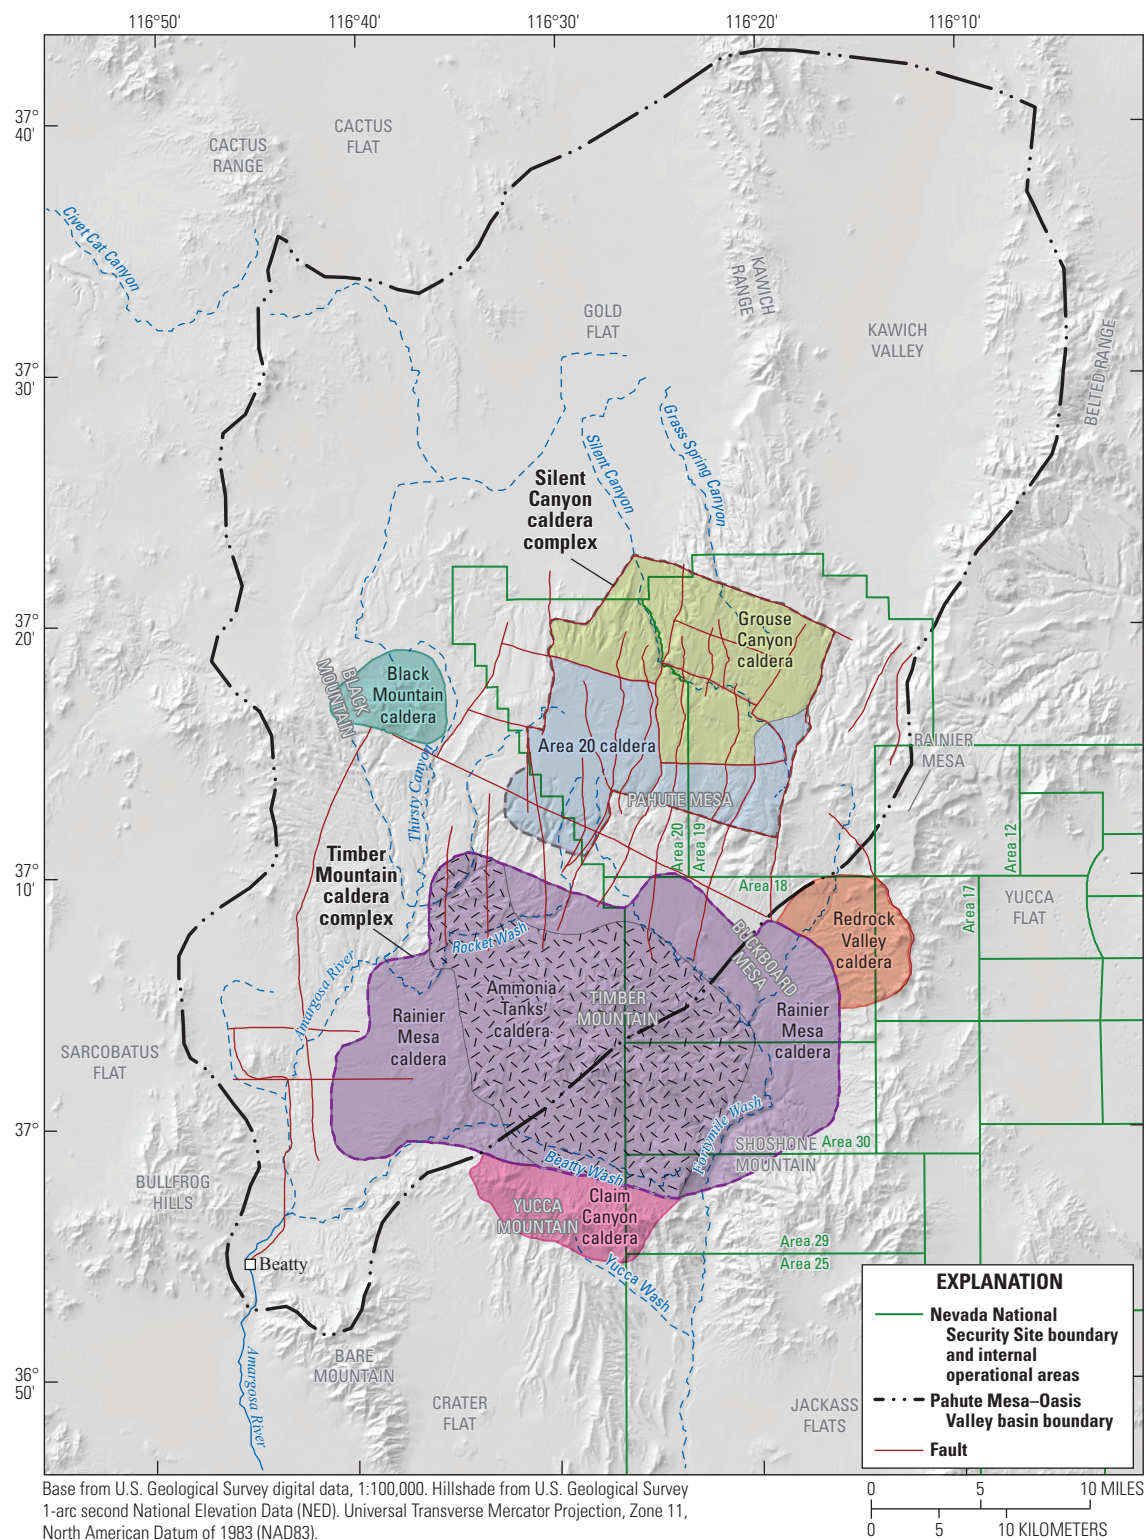 116°50'
116°40'
116°30'
116°20'
116°10'
37°
40'
CACTUS
FLAT
CACTUS
RANGE
Civet Cat Canyon
KAWICH
RANGE
GOLD
FLAT
KAWICH
VALLEY
BELTED RANGE
37°
30'
Grass Spring Canyon
Silent Canyon
Silent
Canyon
caldera
complex
37°
20'
Grouse
Canyon
caldera
BLACK
MOUNTAIN
Black
Mountain
caldera
Area 20 caldera
RAINIER
MESA
PAHUTE MESA
Thirsty Canyon
Area 20
Area 19
Area 12
Timber
Mountain
caldera
complex
37°
10'
Area 18
Area 17
YUCCA
FLAT
Redrock
Valley
caldera
Rocket Wash
BUCKBOARD
MESA
Amargosa River
Ammonia
Tanks
caldera
TIMBER
MOUNTAIN
Rainier
Mesa
caldera
Rainier
Mesa
caldera
SARCOBATUS
FLAT
37°
Fortymile Wash
SHOSHONE
MOUNTAIN
Area 30
Beatty Wash
BULLFROG
HILLS
YUCCA
MOUNTAIN
Claim
Canyon
caldera
Area 29
Area 25
Beatty
Yucca Wash
36°
50'
Amargosa River
BARE
MOUNTAIN
CRATER
FLAT
JACKASS
FLATS
EXPLANATION
Nevada National
Security Site boundary
and internal
operational areas
Pahute Mesa–Oasis
Valley basin boundary
Fault
Base from U.S. Geological Survey digital data, 1:100,000. Hillshade from U.S. Geological Survey
1-arc second National Elevation Data (NED). Universal Transverse Mercator Projection, Zone 11,
North American Datum of 1983 (NAD83).
0 5 10 MILES
0 5 10 KILOMETERS